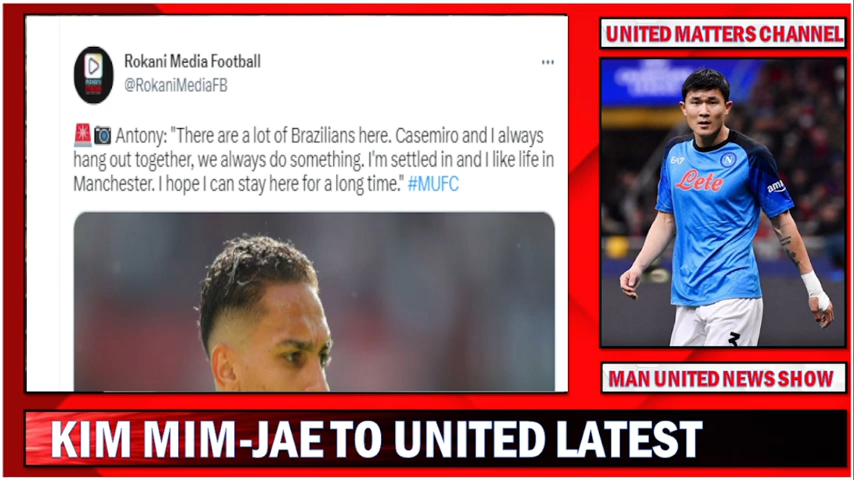 Rokani Media Football
@RokaniMediaFB
Antony: "There are a lot of Brazilians here. Casemiro and I always
hang out together, we always do something. I'm settled in and I like life in
Manchester. I hope I can stay here for a long time." #MUFC
UNITED MATTERS CHANNEL
EA7
Lete
3
MAN UNITED NEWS SHOW
KIM MIM-JAE TO UNITED LATEST